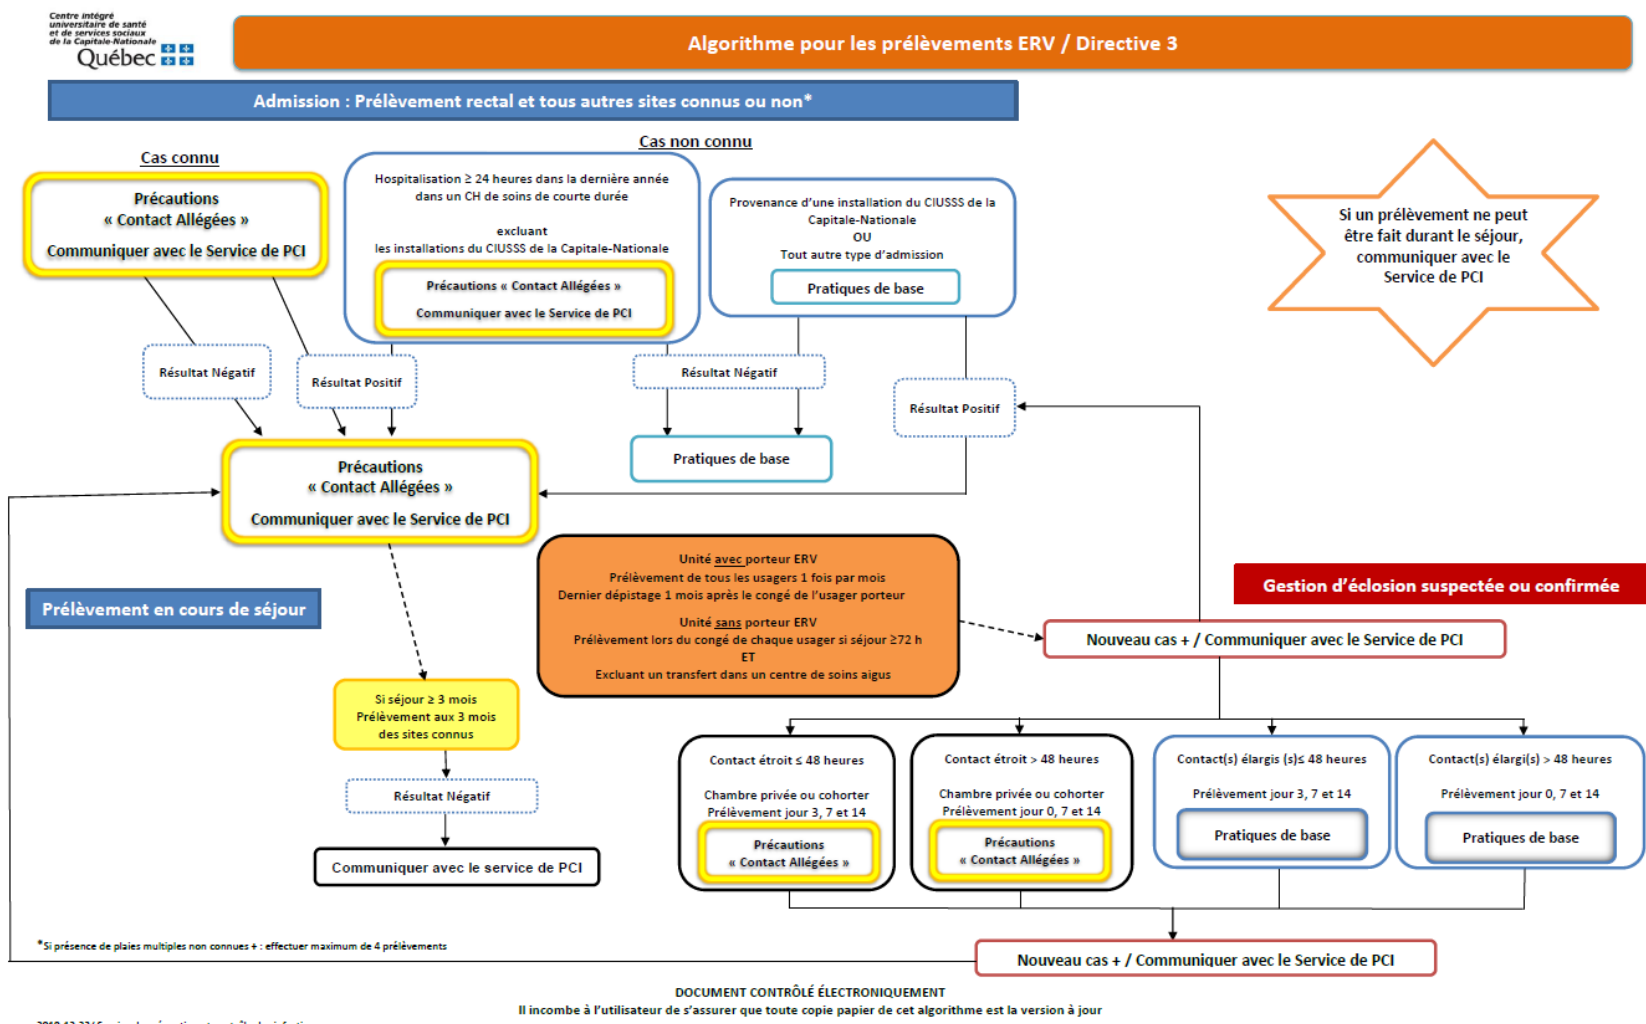 Centre intégré
universitaire de santé
et de services sociaux
de la Capitale-Nationale
Québec
Algorithme pour les prélèvements ERV / Directive 3
Admission : Prélèvement rectal et tous autres sites connus ou non*
Cas connu
Précautions
« Contact Allégées »
Communiquer avec le Service de PCI
Cas non connu
Hospitalisation ≥ 24 heures dans la dernière année
dans un CH de soins de courte durée
excluant
les installations du CIUSSS de la Capitale-Nationale
Précautions « Contact Allégées »
Communiquer avec le Service de PCI
Provenance d'une installation du CIUSSS de la
Capitale-Nationale
OU
Tout autre type d'admission
Pratiques de base
Si un prélèvement ne peut
être fait durant le séjour,
communiquer avec le
Service de PCI
Résultat Négatif
Résultat Positif
Résultat Négatif
Résultat Positif
Précautions
« Contact Allégées »
Communiquer avec le Service de PCI
Pratiques de base
Prélèvement en cours de séjour
Unité avec porteur ERV
Prélèvement de tous les usagers 1 fois par mois
Dernier dépistage 1 mois après le congé de l'usager porteur
Unité sans porteur ERV
Prélèvement lors du congé de chaque usager si séjour ≥72 h
ET
Excluant un transfert dans un centre de soins aigus
Gestion d'éclosion suspectée ou confirmée
Nouveau cas + / Communiquer avec le Service de PCI
Si séjour ≥ 3 mois
Prélèvement aux 3 mois
des sites connus
Résultat Négatif
Communiquer avec le service de PCI
Contact étroit ≤ 48 heures
Chambre privée ou cohorter
Prélèvement jour 3, 7 et 14
Précautions
« Contact Allégées »
Contact étroit > 48 heures
Chambre privée ou cohorter
Prélèvement jour 0, 7 et 14
Précautions
« Contact Allégées »
Contact(s) élargis (s)≤ 48 heures
Prélèvement jour 3, 7 et 14
Pratiques de base
Contact(s) élargi(s) > 48 heures
Prélèvement jour 0, 7 et 14
Pratiques de base
*Si présence de plaies multiples non connues + : effectuer maximum de 4 prélèvements
Nouveau cas + / Communiquer avec le Service de PCI
DOCUMENT CONTRÔLÉ ÉLECTRONIQUEMENT
Il incombe à l'utilisateur de s'assurer que toute copie papier de cet algorithme est la version à jour